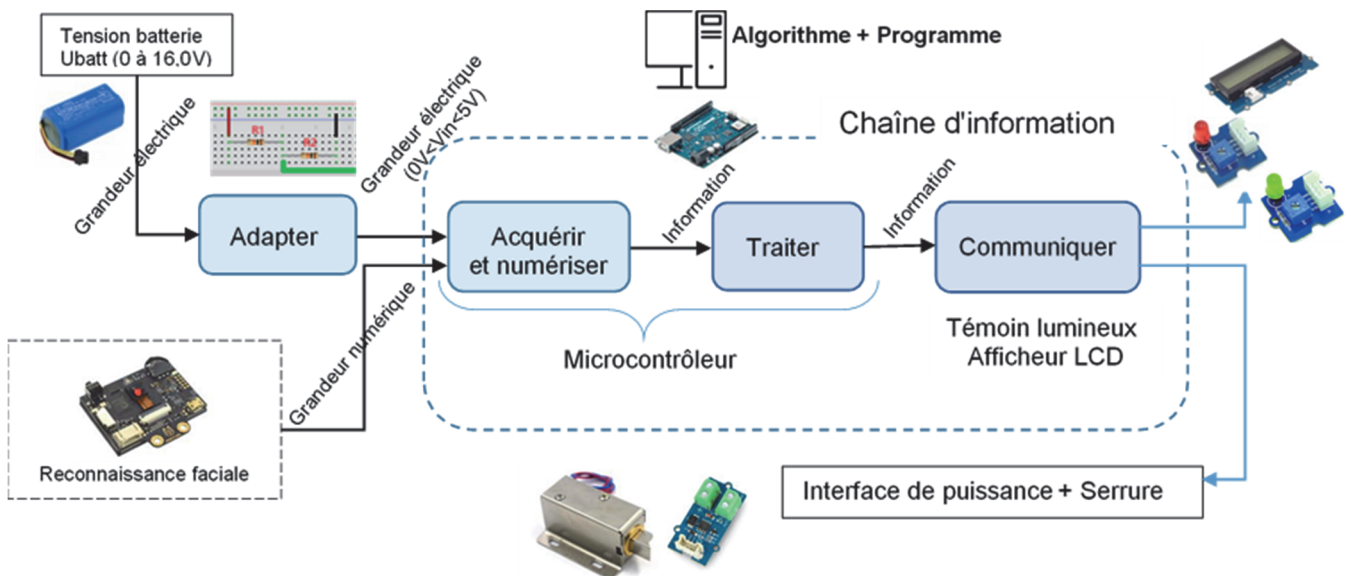 Tension batterie
Ubatt (0 à 16.0V)
Algorithme + Programme
Grandeur électrique
R1
R2
Grandeur électrique
(0V<Vin<5V)
Chaîne d'information
Adapter
Acquérir
et numériser
Information
Traiter
Information
Communiquer
Grandeur numérique
Microcontrôleur
Témoin lumineux
Afficheur LCD
Reconnaissance faciale
Interface de puissance + Serrure